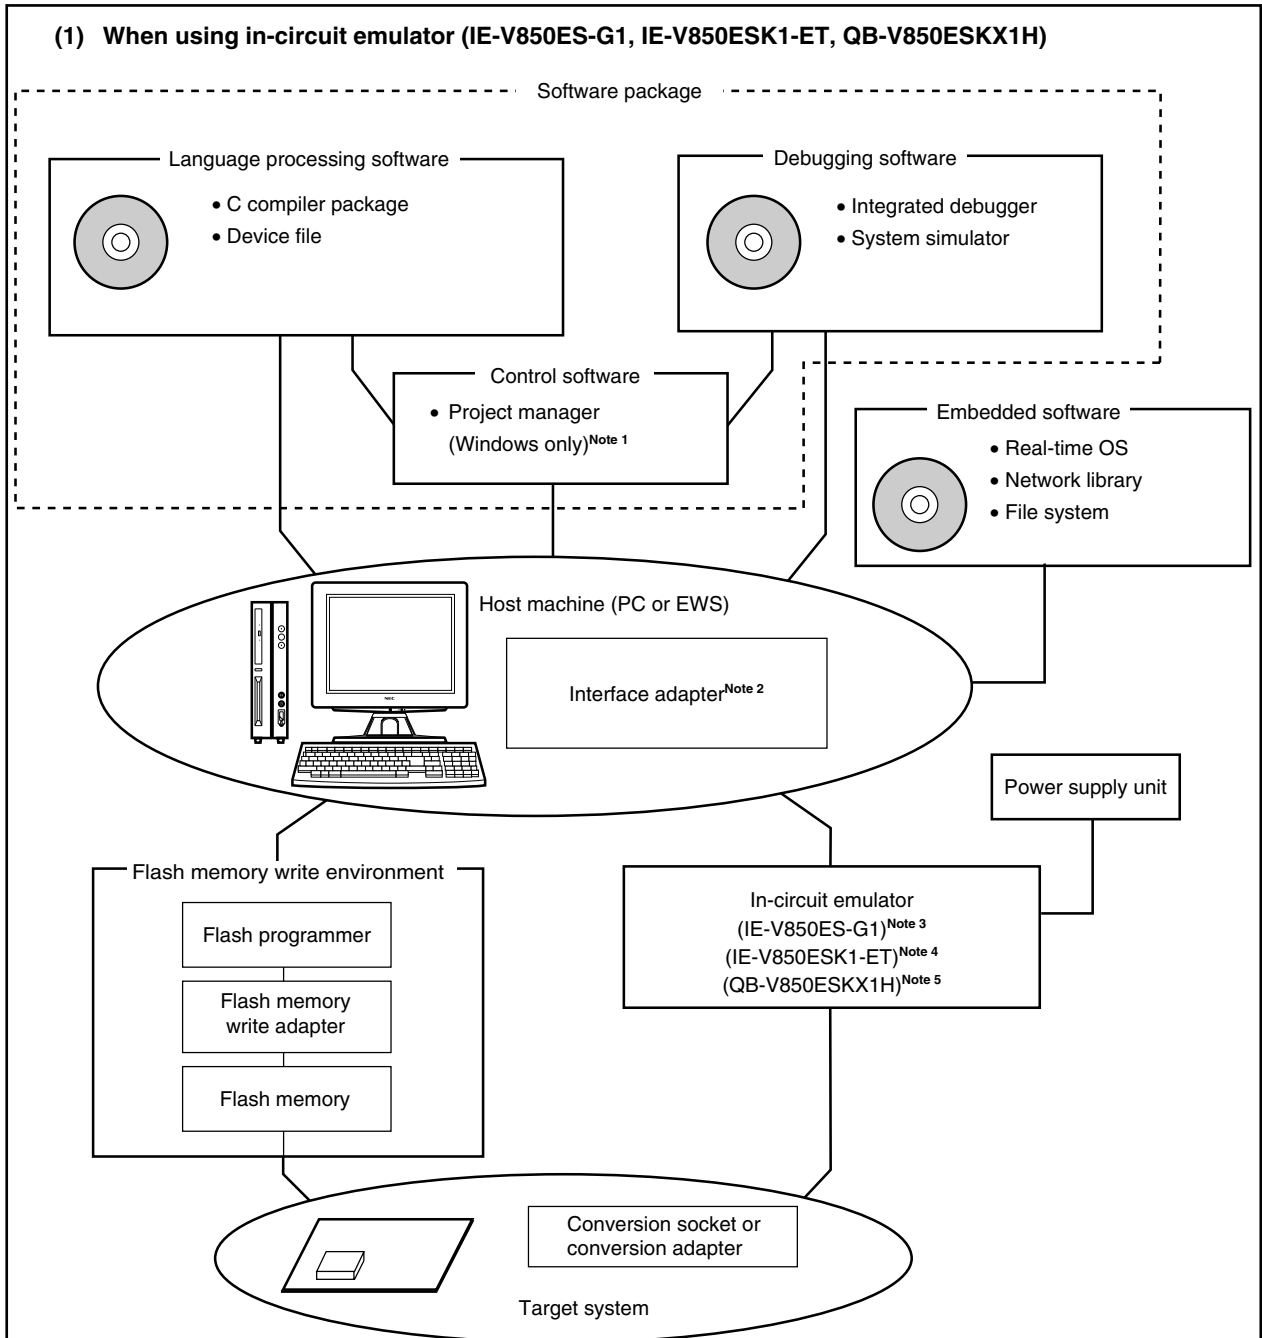 (1) When using in-circuit emulator (IE-V850ES-G1, IE-V850ESK1-ET, QB-V850ESKX1H)
Software package
Language processing software
• C compiler package
• Device file
Debugging software
• Integrated debugger
• System simulator
Control software
• Project manager
(Windows only)Note 1
Embedded software
• Real-time OS
• Network library
• File system
Host machine (PC or EWS)
NEC
Interface adapterNote 2
Power supply unit
Flash memory write environment
Flash programmer
Flash memory
write adapter
Flash memory
In-circuit emulator
(IE-V850ES-G1)Note 3
(IE-V850ESK1-ET)Note 4
(QB-V850ESKX1H)Note 5
Conversion socket or
conversion adapter
Target system